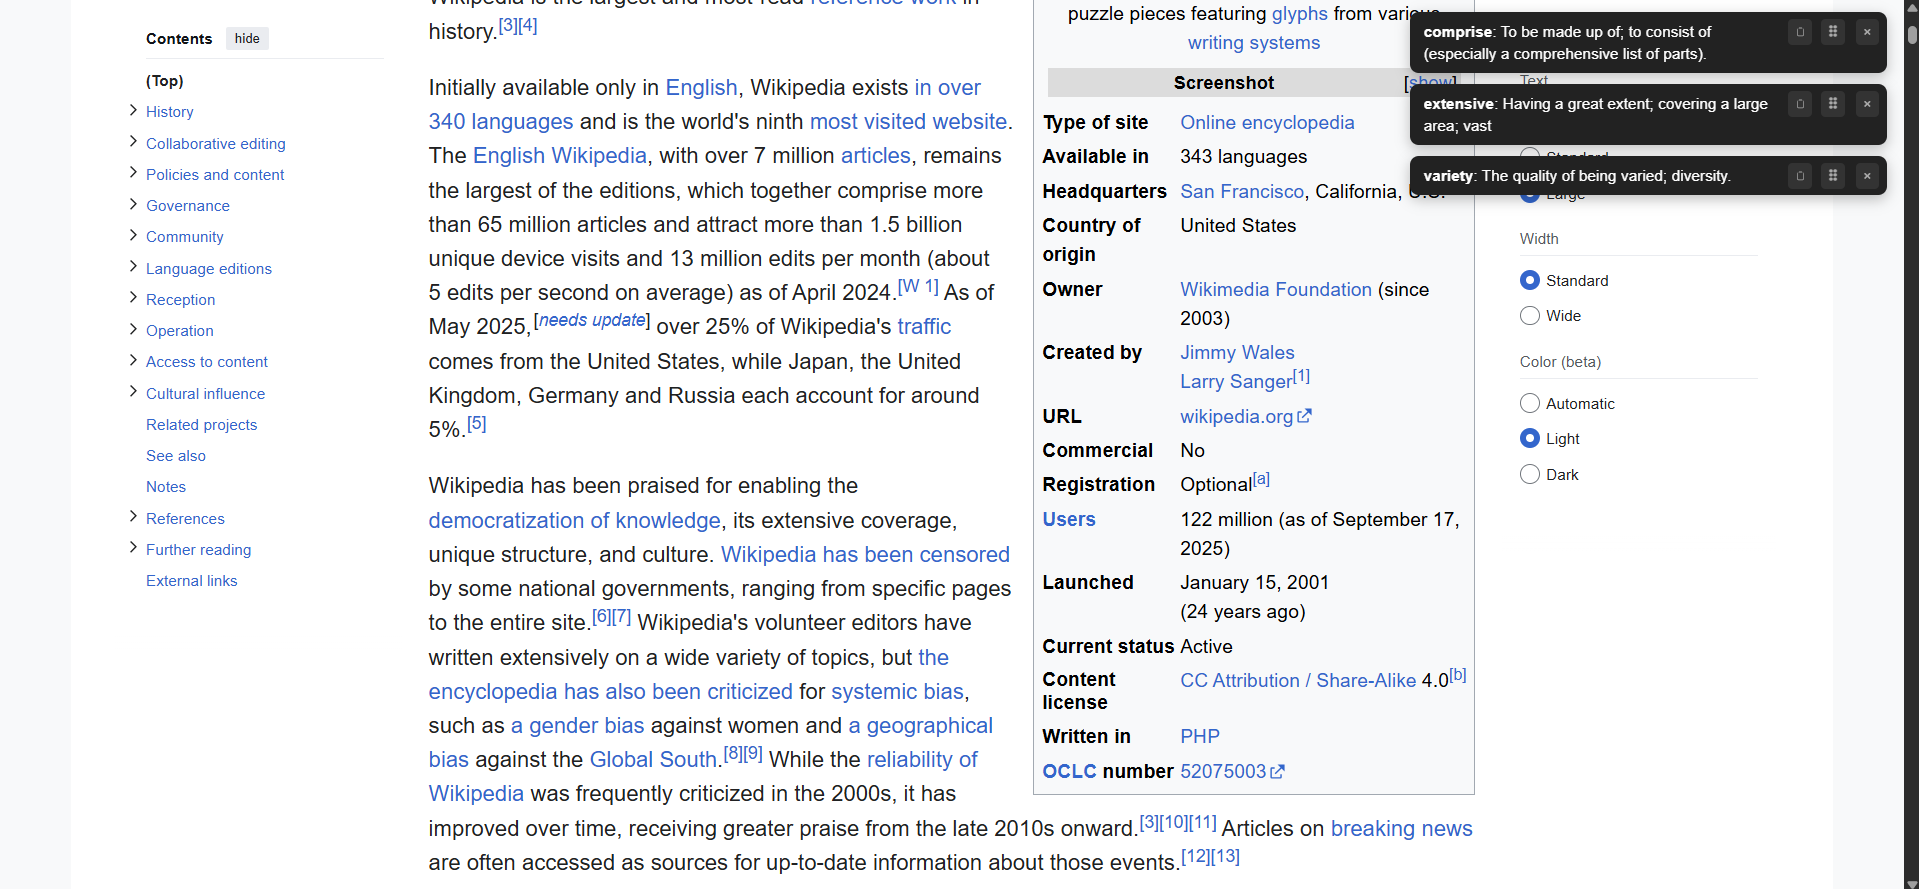 Contents hide
(Top)
History
Collaborative editing
Policies and content
Governance
Community
Language editions
Reception
Operation
Access to content
Cultural influence
Related projects
See also
Notes
References
Further reading
External links
Wikipedia is the largest and most read reference work in
history.[3][4]
Initially available only in English, Wikipedia exists in over
340 languages and is the world's ninth most visited website.
The English Wikipedia, with over 7 million articles, remains
the largest of the editions, which together comprise more
than 65 million articles and attract more than 1.5 billion
unique device visits and 13 million edits per month (about
5 edits per second on average) as of April 2024.[W 1] As of
May 2025,[needs update] over 25% of Wikipedia's traffic
comes from the United States, while Japan, the United
Kingdom, Germany and Russia each account for around
5%.[5]
Wikipedia has been praised for enabling the
democratization of knowledge, its extensive coverage,
unique structure, and culture. Wikipedia has been censored
by some national governments, ranging from specific pages
to the entire site.[6][7] Wikipedia's volunteer editors have
written extensively on a wide variety of topics, but the
encyclopedia has also been criticized for systemic bias,
such as a gender bias against women and a geographical
bias against the Global South.[8][9] While the reliability of
Wikipedia was frequently criticized in the 2000s, it has
improved over time, receiving greater praise from the late 2010s onward.[3][10][11] Articles on breaking news
are often accessed as sources for up-to-date information about those events.[12][13]
puzzle pieces featuring glyphs from various
writing systems
Screenshot [show]
Type of site Online encyclopedia
Available in 343 languages
Headquarters San Francisco, California, U.S.
Country of
origin United States
Owner Wikimedia Foundation (since
2003)
Created by Jimmy Wales
Larry Sanger[1]
URL wikipedia.org
Commercial No
Registration Optional[a]
Users 122 million (as of September 17,
2025)
Launched January 15, 2001
(24 years ago)
Current status Active
Content
license CC Attribution / Share-Alike 4.0[b]
Written in PHP
OCLC number 52075003
comprise: To be made up of; to consist of
(especially a comprehensive list of parts).
Text
extensive: Having a great extent; covering a large
area; vast
Standard
variety: The quality of being varied; diversity.
Large
Width
Standard
Wide
Color (beta)
Automatic
Light
Dark